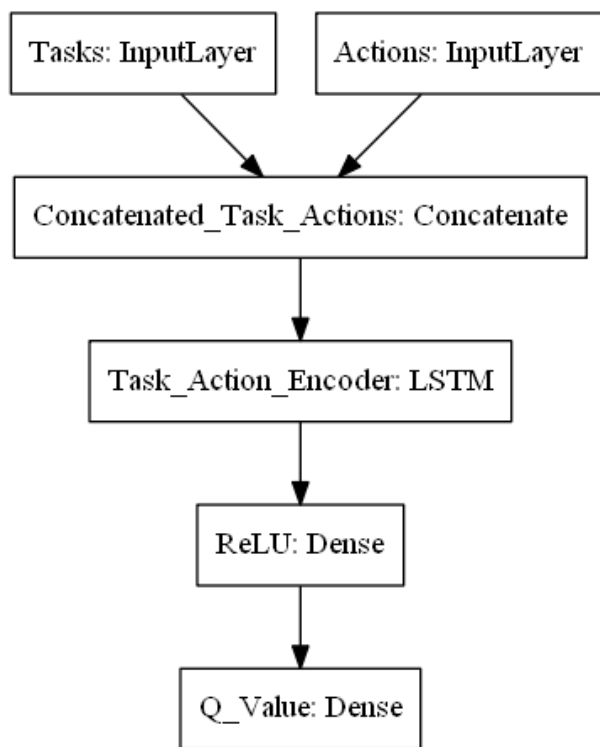 Tasks: InputLayer
Actions: InputLayer
Concatenated_Task_Actions: Concatenate
Task_Action_Encoder: LSTM
ReLU: Dense
Q_Value: Dense